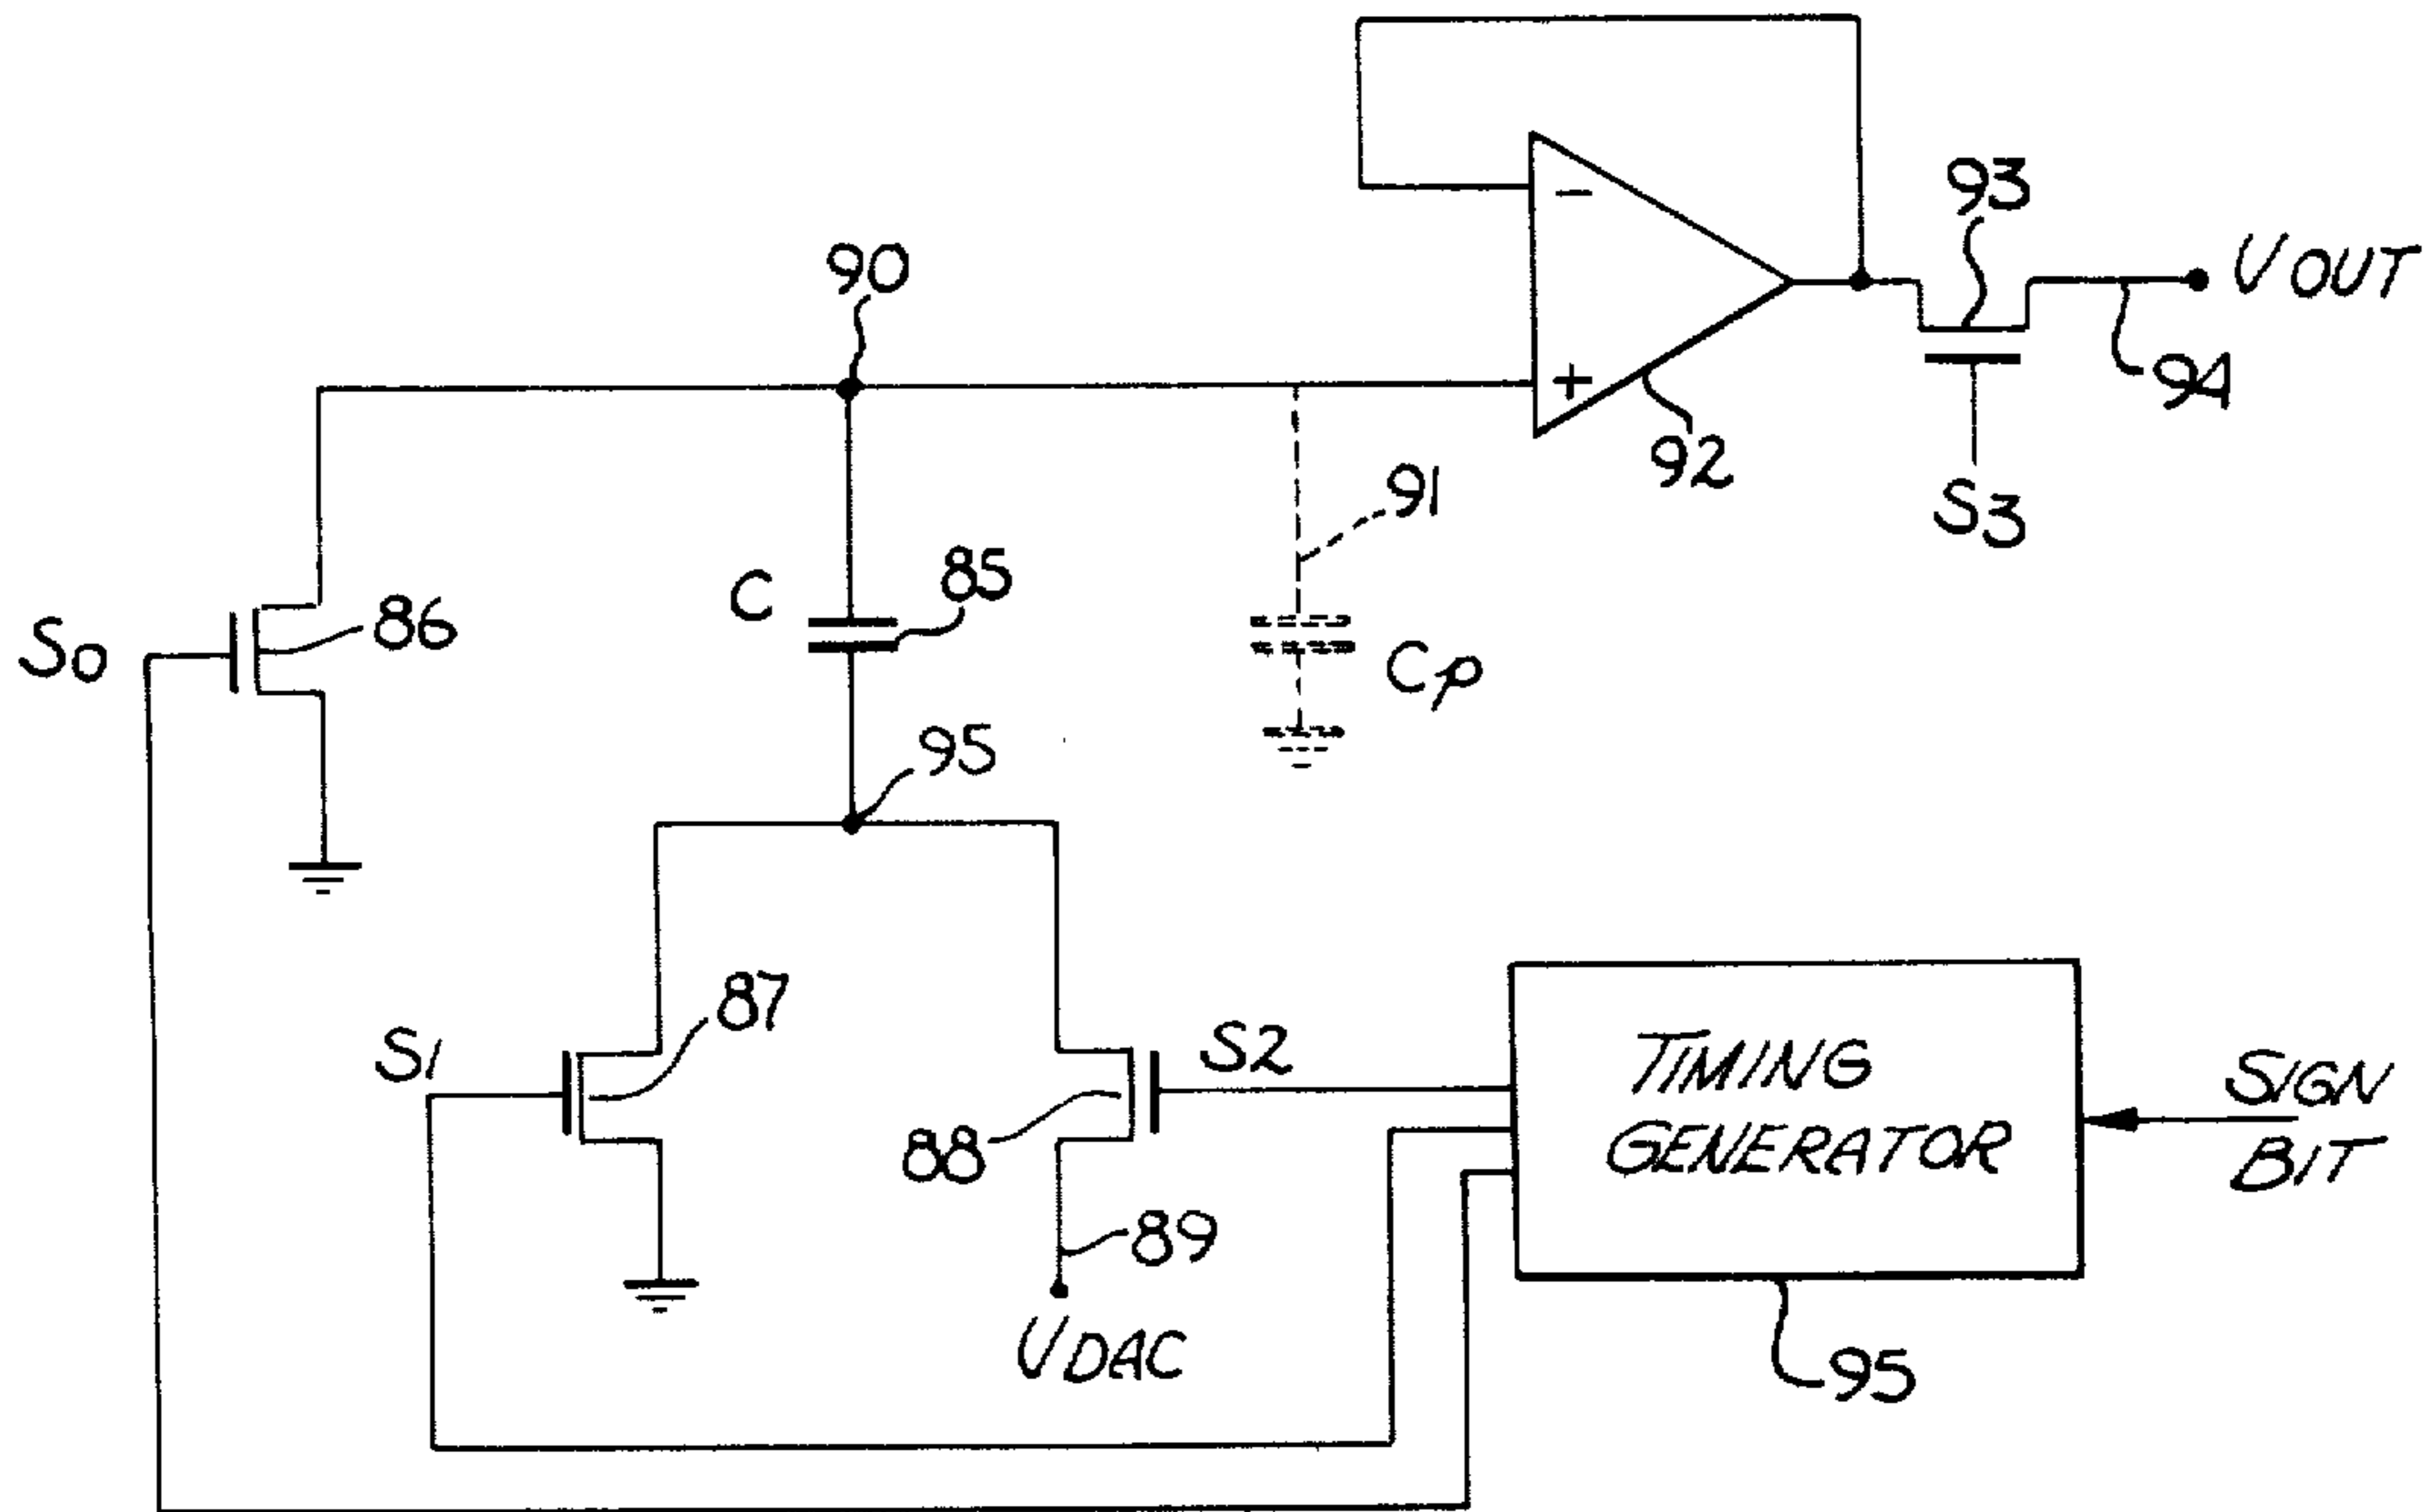 93
VOUT
90
94
92
S3
91
C
85
S0
86
Cp
95
87
S1
S2
TIMING
GENERATOR
SIGN
BIT
88
89
VDAC
95
-
+